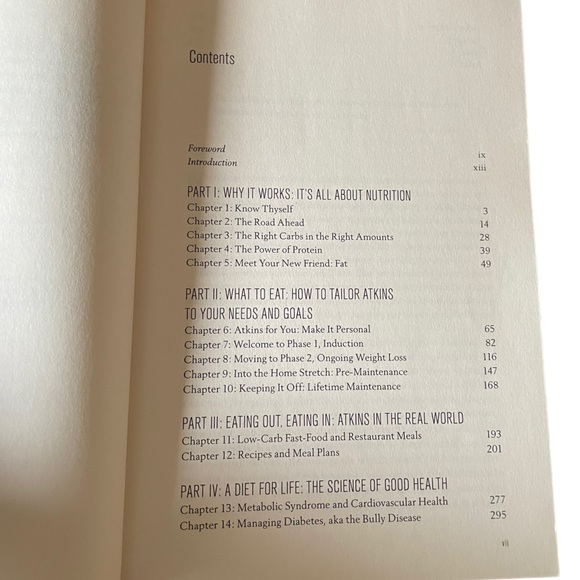 Contents
Foreword ix
Introduction xiii
PART I: WHY IT WORKS: IT'S ALL ABOUT NUTRITION
Chapter 1: Know Thyself 3
Chapter 2: The Road Ahead 14
Chapter 3: The Right Carbs in the Right Amounts 28
Chapter 4: The Power of Protein 39
Chapter 5: Meet Your New Friend: Fat 49
PART II: WHAT TO EAT: HOW TO TAILOR ATKINS
TO YOUR NEEDS AND GOALS
Chapter 6: Atkins for You: Make It Personal 65
Chapter 7: Welcome to Phase 1, Induction 82
Chapter 8: Moving to Phase 2, Ongoing Weight Loss 116
Chapter 9: Into the Home Stretch: Pre-Maintenance 147
Chapter 10: Keeping It Off: Lifetime Maintenance 168
PART III: EATING OUT, EATING IN: ATKINS IN THE REAL WORLD
Chapter 11: Low-Carb Fast-Food and Restaurant Meals 193
Chapter 12: Recipes and Meal Plans 201
PART IV: A DIET FOR LIFE: THE SCIENCE OF GOOD HEALTH
Chapter 13: Metabolic Syndrome and Cardiovascular Health 277
Chapter 14: Managing Diabetes, aka the Bully Disease 295
vii